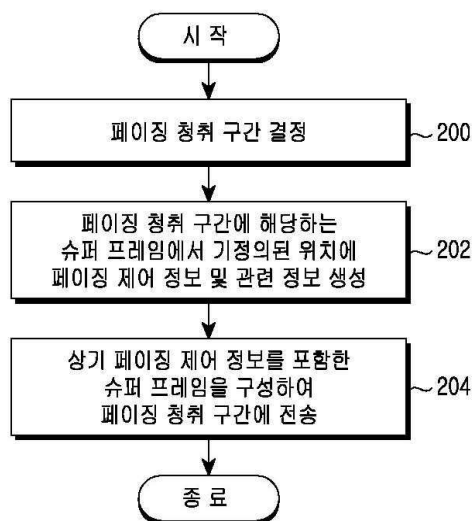 시 작
페이징 청취 구간 결정
200
페이징 청취 구간에 해당하는
슈퍼 프레임에서 기정의된 위치에
페이징 제어 정보 및 관련 정보 생성
202
상기 페이징 제어 정보를 포함한
슈퍼 프레임을 구성하여
페이징 청취 구간에 전송
204
종 료